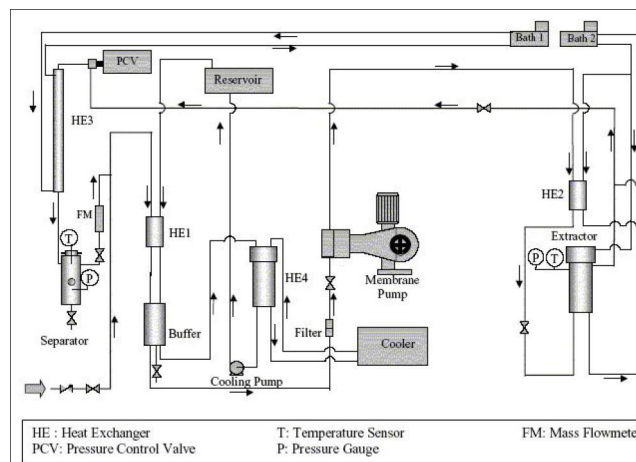 Bath 1
Bath 2
PCV
Reservoir
HE3
FM
HE1
HE2
T
Extractor
P
T
HE4
P
Membrane
Pump
Buffer
Filter
Separator
Cooler
Cooling Pump
HE : Heat Exchanger
T: Temperature Sensor
FM: Mass Flowmete
PCV: Pressure Control Valve
P: Pressure Gauge